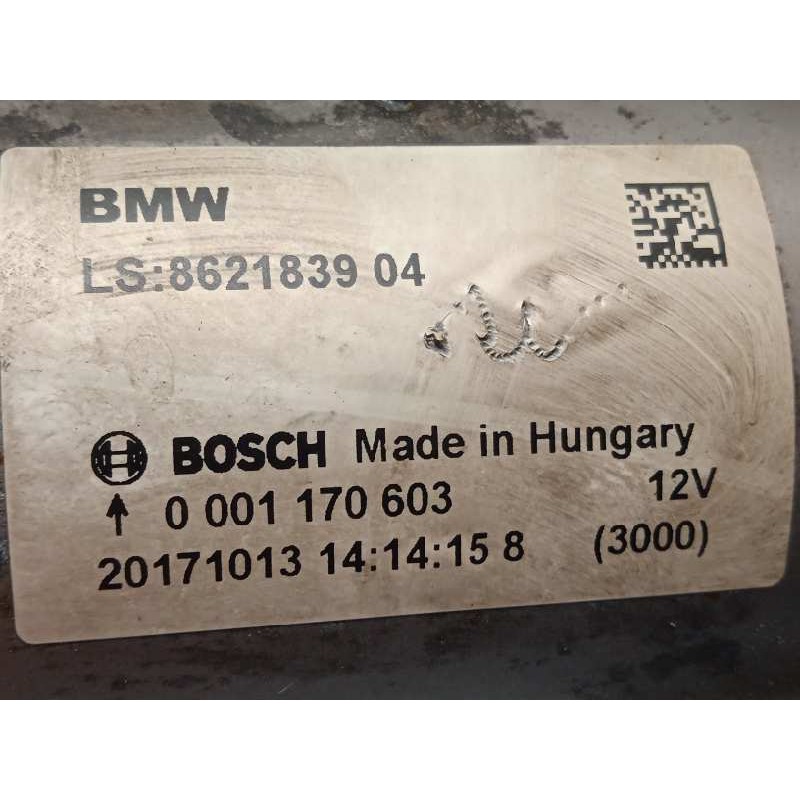 BMW
LS:8621839 04
BOSCH Made in Hungary
0 001 170 603 12V
20171013 14:14:15 8 (3000)